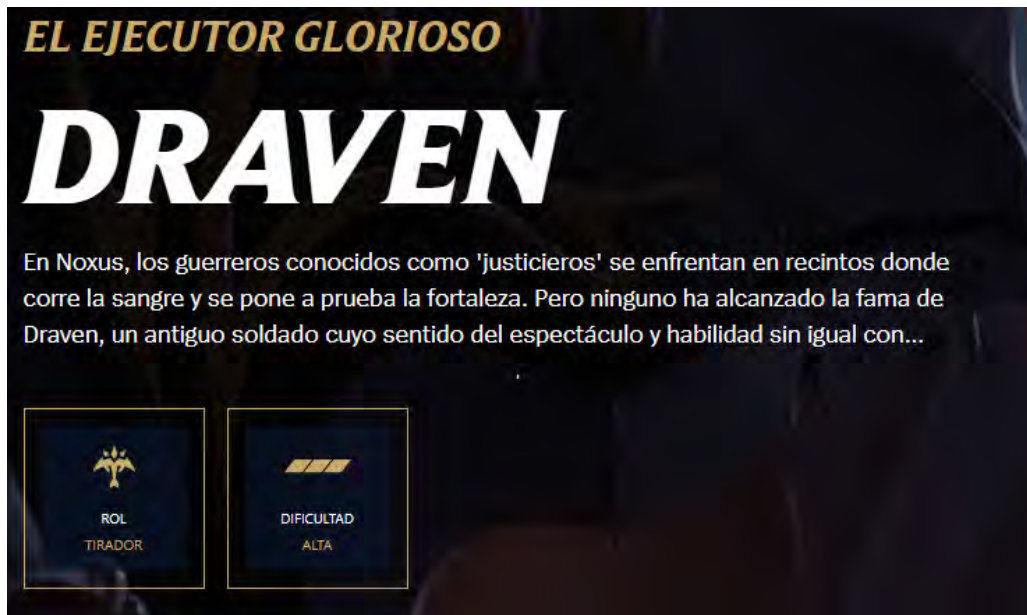 EL EJECUTOR GLORIOSO
DRAVEN
En Noxus, los guerreros conocidos como 'justicieros' se enfrentan en recintos donde
corre la sangre y se pone a prueba la fortaleza. Pero ninguno ha alcanzado la fama de
Draven, un antiguo soldado cuyo sentido del espectáculo y habilidad sin igual con...
ROL
TIRADOR
DIFICULTAD
ALTA